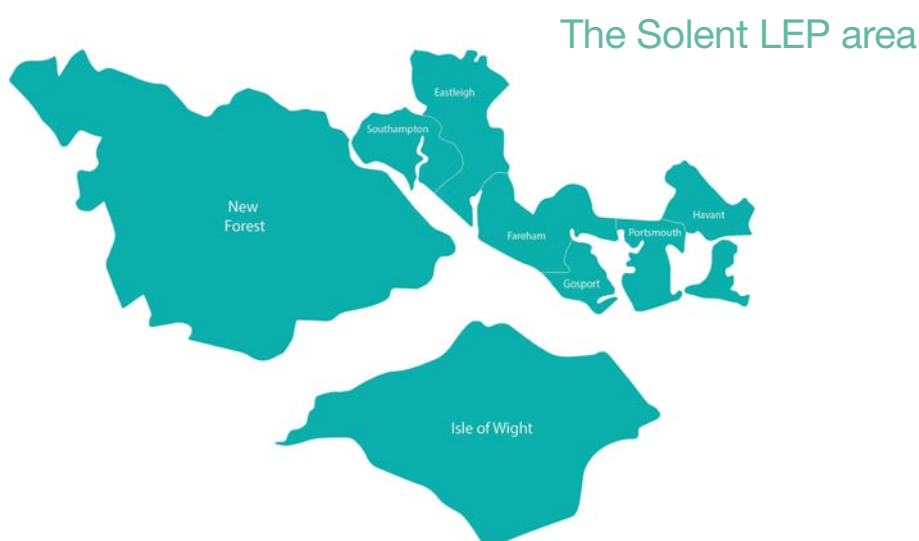 The Solent LEP area
Eastleigh
Southampton
New
Forest
Havant
Portsmouth
Fareham
Gosport
Isle of Wight